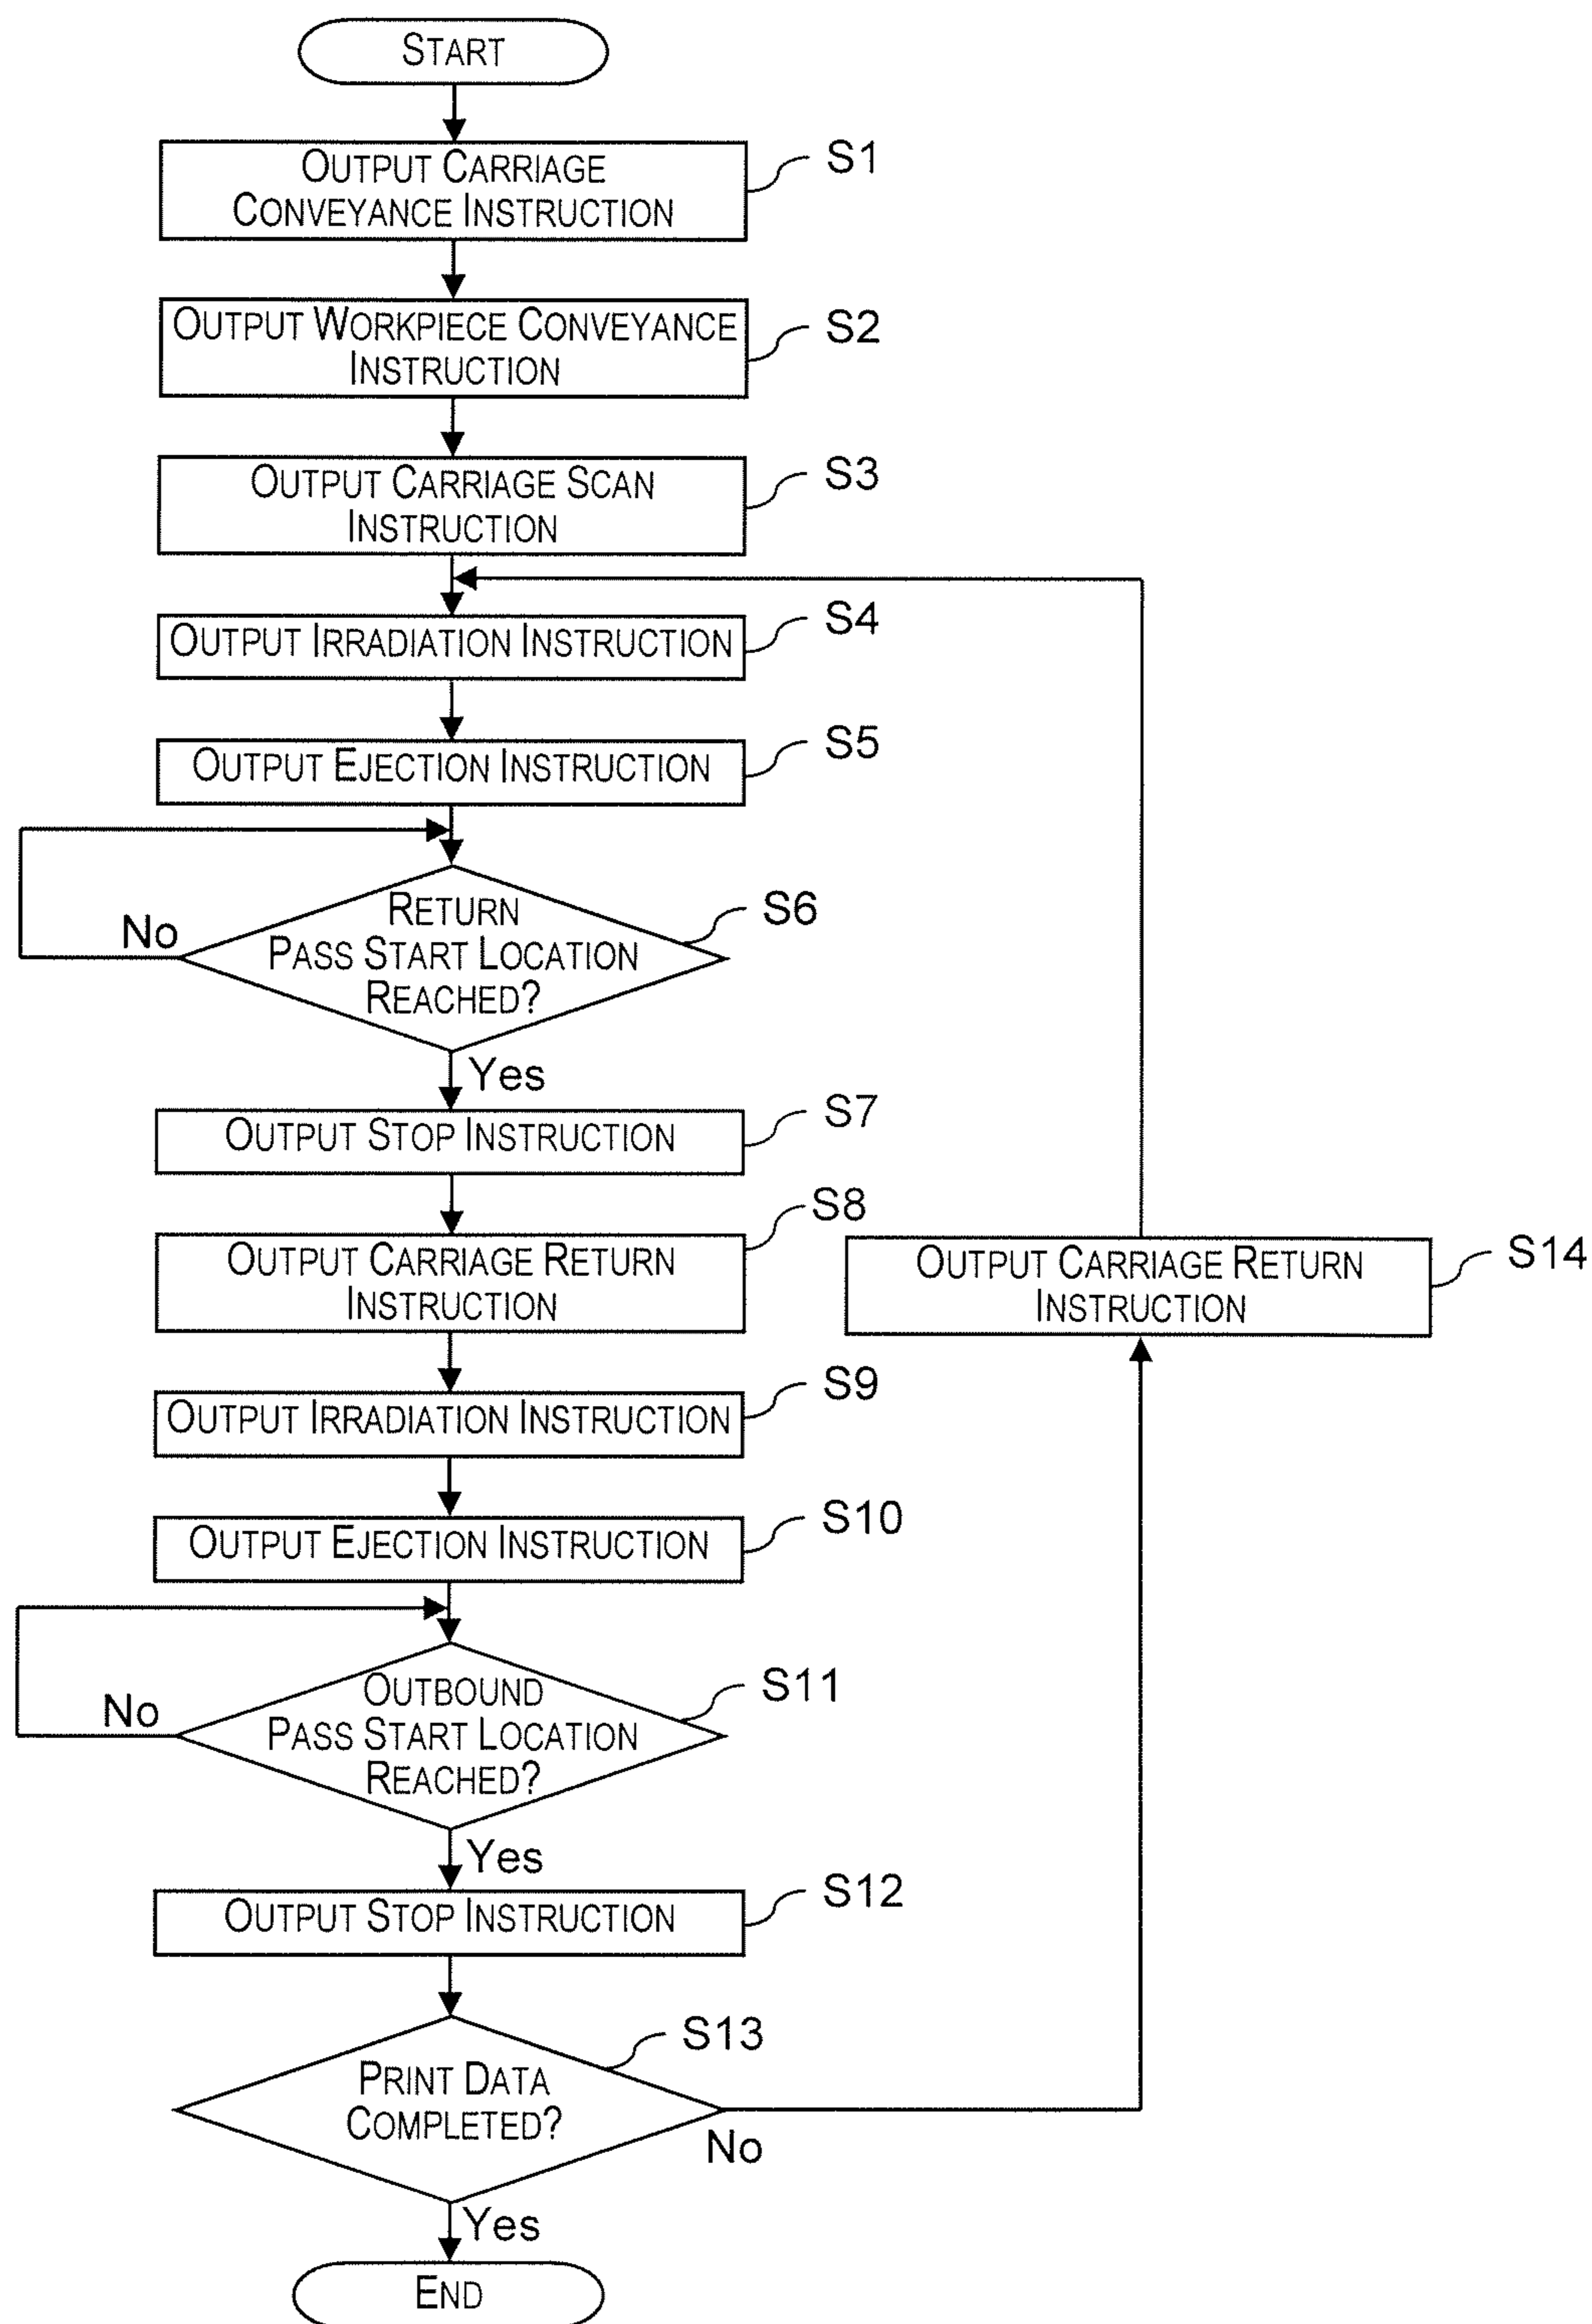 START
OUTPUT CARRIAGE
CONVEYANCE INSTRUCTION
S1
OUTPUT WORKPIECE CONVEYANCE
INSTRUCTION
S2
OUTPUT CARRIAGE SCAN
INSTRUCTION
S3
OUTPUT IRRADIATION INSTRUCTION
S4
OUTPUT EJECTION INSTRUCTION
S5
RETURN
PASS START LOCATION
REACHED?
S6
No
Yes
OUTPUT STOP INSTRUCTION
S7
OUTPUT CARRIAGE RETURN
INSTRUCTION
S8
OUTPUT CARRIAGE RETURN
INSTRUCTION
S14
OUTPUT IRRADIATION INSTRUCTION
S9
OUTPUT EJECTION INSTRUCTION
S10
OUTBOUND
PASS START LOCATION
REACHED?
S11
No
Yes
OUTPUT STOP INSTRUCTION
S12
PRINT DATA
COMPLETED?
S13
No
Yes
END